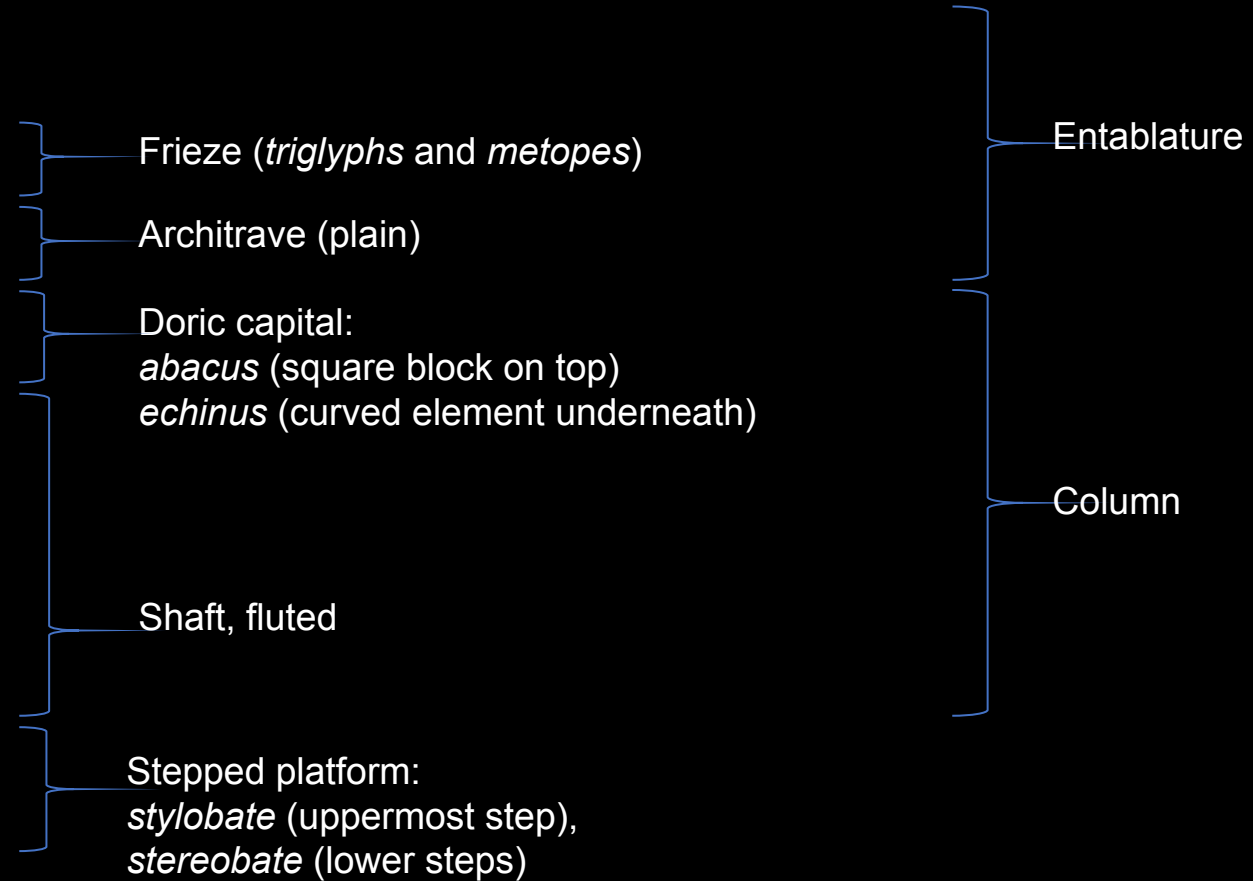 Entablature
Frieze (triglyphs and metopes)
Architrave (plain)
Doric capital:
abacus (square block on top)
echinus (curved element underneath)
Column
Shaft, fluted
Stepped platform:
stylobate (uppermost step),
stereobate (lower steps)